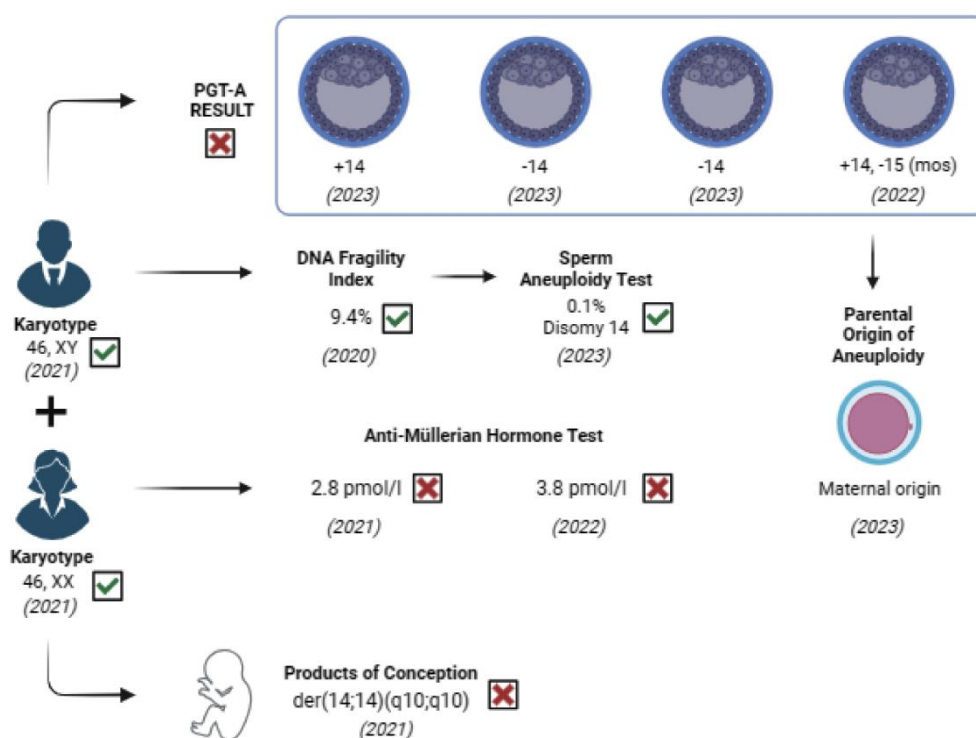 PGT-A
RESULT
+14
(2023)
-14
(2023)
-14
(2023)
+14, -15 (mos)
(2022)
Karyotype
46, XY
(2021)
DNA Fragility
Index
9.4%
(2020)
Sperm
Aneuploidy Test
0.1%
Disomy 14
(2023)
Parental
Origin of
Aneuploidy
Maternal origin
(2023)
+
Karyotype
46, XX
(2021)
Anti-Müllerian Hormone Test
2.8 pmol/l
(2021)
3.8 pmol/l
(2022)
Products of Conception
der(14;14)(q10;q10)
(2021)